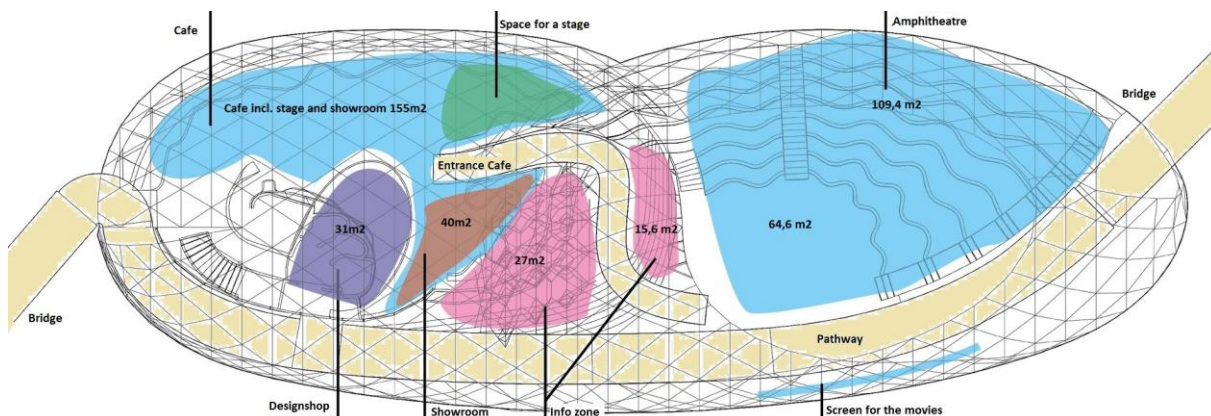 Cafe
Space for a stage
Amphitheatre
Bridge
Cafe incl. stage and showroom 155m2
109,4 m2
Entrance Cafe
31m2
40m2
15,6 m2
64,6 m2
27m2
Bridge
Pathway
Designshop
Showroom
Info zone
Screen for the movies